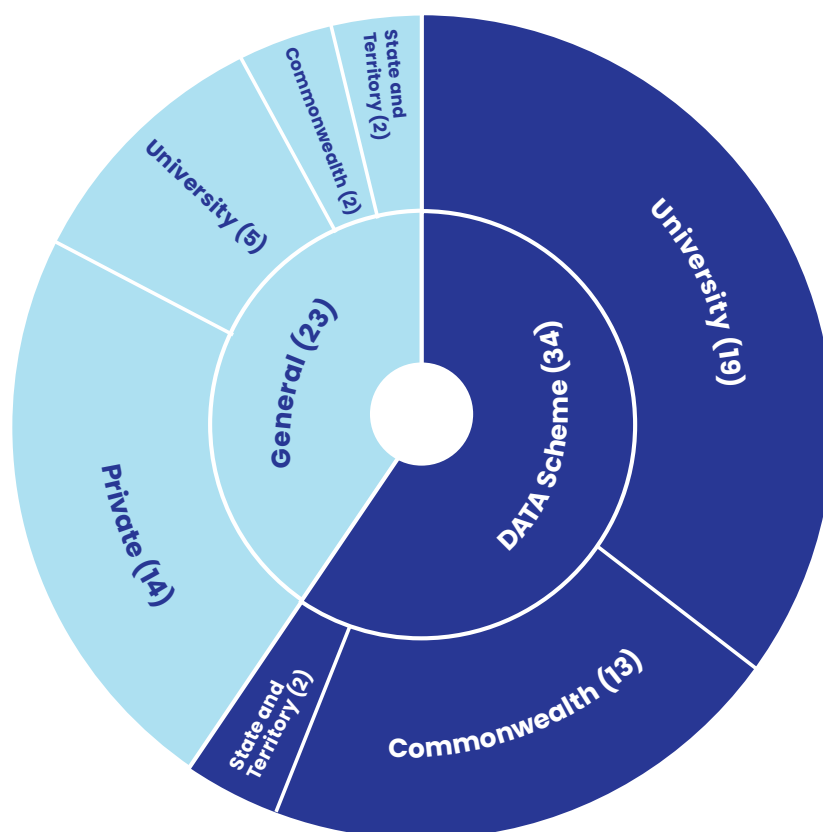 State and
Territory (2)
Commonwealth (2)
University (5)
Private (14)
General (23)
DATA Scheme (34)
University (19)
Commonwealth (13)
State and
Territory (2)